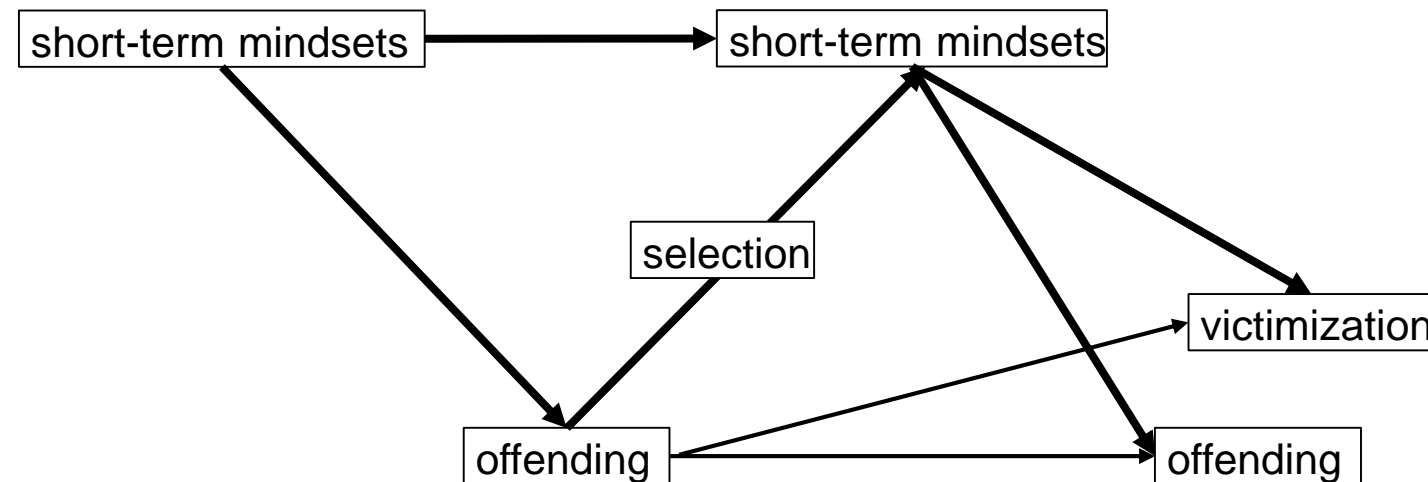 short-term mindsets
short-term mindsets
selection
victimization
offending
offending